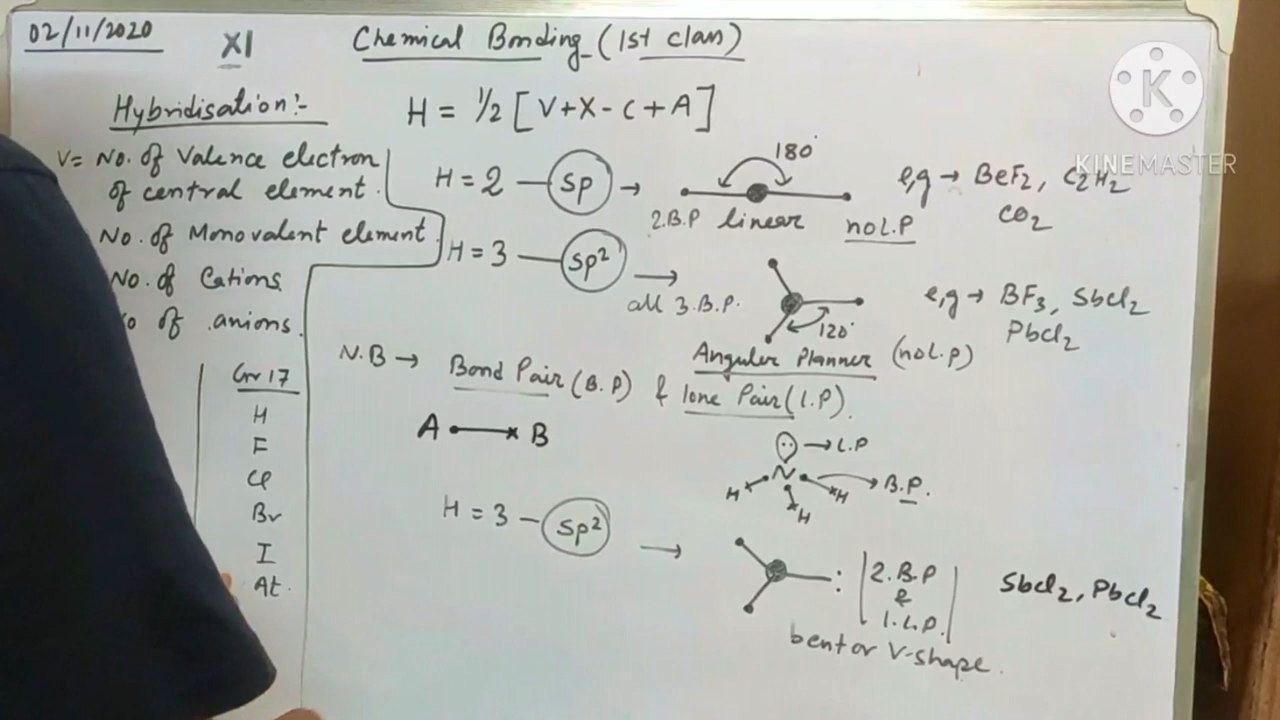 02/11/2020
XI
Chemical Bonding (1st class)
Hybridisation:-
H = 1/2 [V+X-C+A]
V= No. of Valence electron
of central element.
No. of Monovalent element.
No. of Cations
of anions.
Gr 17
H
F
Cl
Br
I
At.
H = 2 — sp →
180°
2.B.P linear no L.P
e,g → BeF2, C2H2
CO2
H = 3 — sp2 →
all 3.B.P.
120°
Anguler Planner (no L.P)
e,g → BF3, Sbcl2
Pbcl2
N.B → Bond Pair (B.P) & lone Pair (L.P).
A B
L.P
N
H H H
B.P.
H = 3 — sp2 →
: 2.B.P
&
1.L.P.
bent or V-shape.
Sbcl2, Pbcl2
K
KINEMASTER